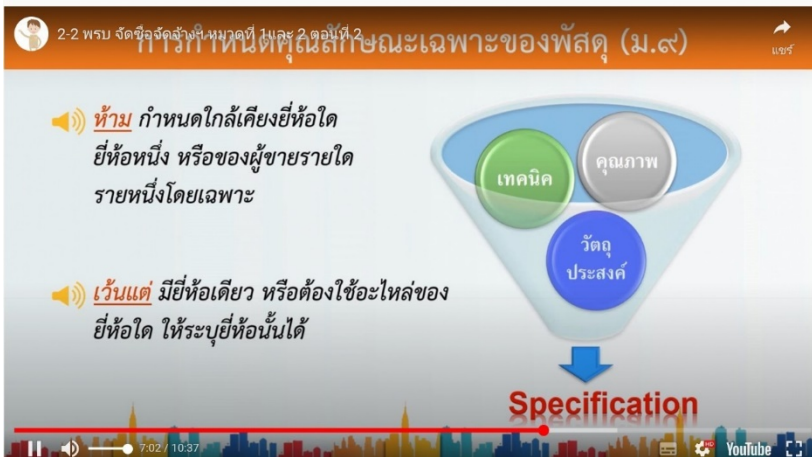 2-2 พรบ จัดซื้อจัดจ้างฯ หมวดที่ 1และ 2 ตอนที่ 2
การกำหนดคุณลักษณะเฉพาะของพัสดุ (ม.๙)
แชร์
ห้าม กำหนดใกล้เคียงยี่ห้อใด
ยี่ห้อหนึ่ง หรือของผู้ขายรายใด
รายหนึ่งโดยเฉพาะ
เว้นแต่ มียี่ห้อเดียว หรือต้องใช้อะไหล่ของ
ยี่ห้อใด ให้ระบุยี่ห้อนั้นได้
เทคนิค
คุณภาพ
วัตถุ
ประสงค์
Specification
7:02 / 10:37
HD
YouTube